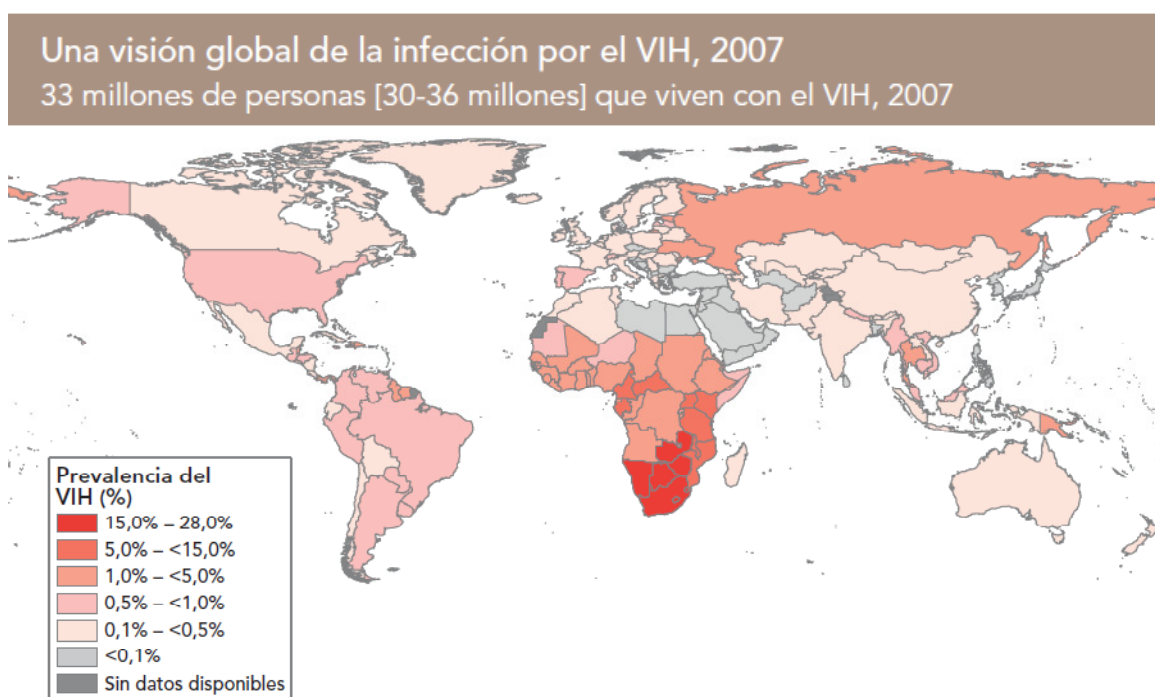 Una visión global de la infección por el VIH, 2007
33 millones de personas [30-36 millones] que viven con el VIH, 2007
Prevalencia del
VIH (%)
15,0% – 28,0%
5,0% – <15,0%
1,0% – <5,0%
0,5% – <1,0%
0,1% – <0,5%
<0,1%
Sin datos disponibles